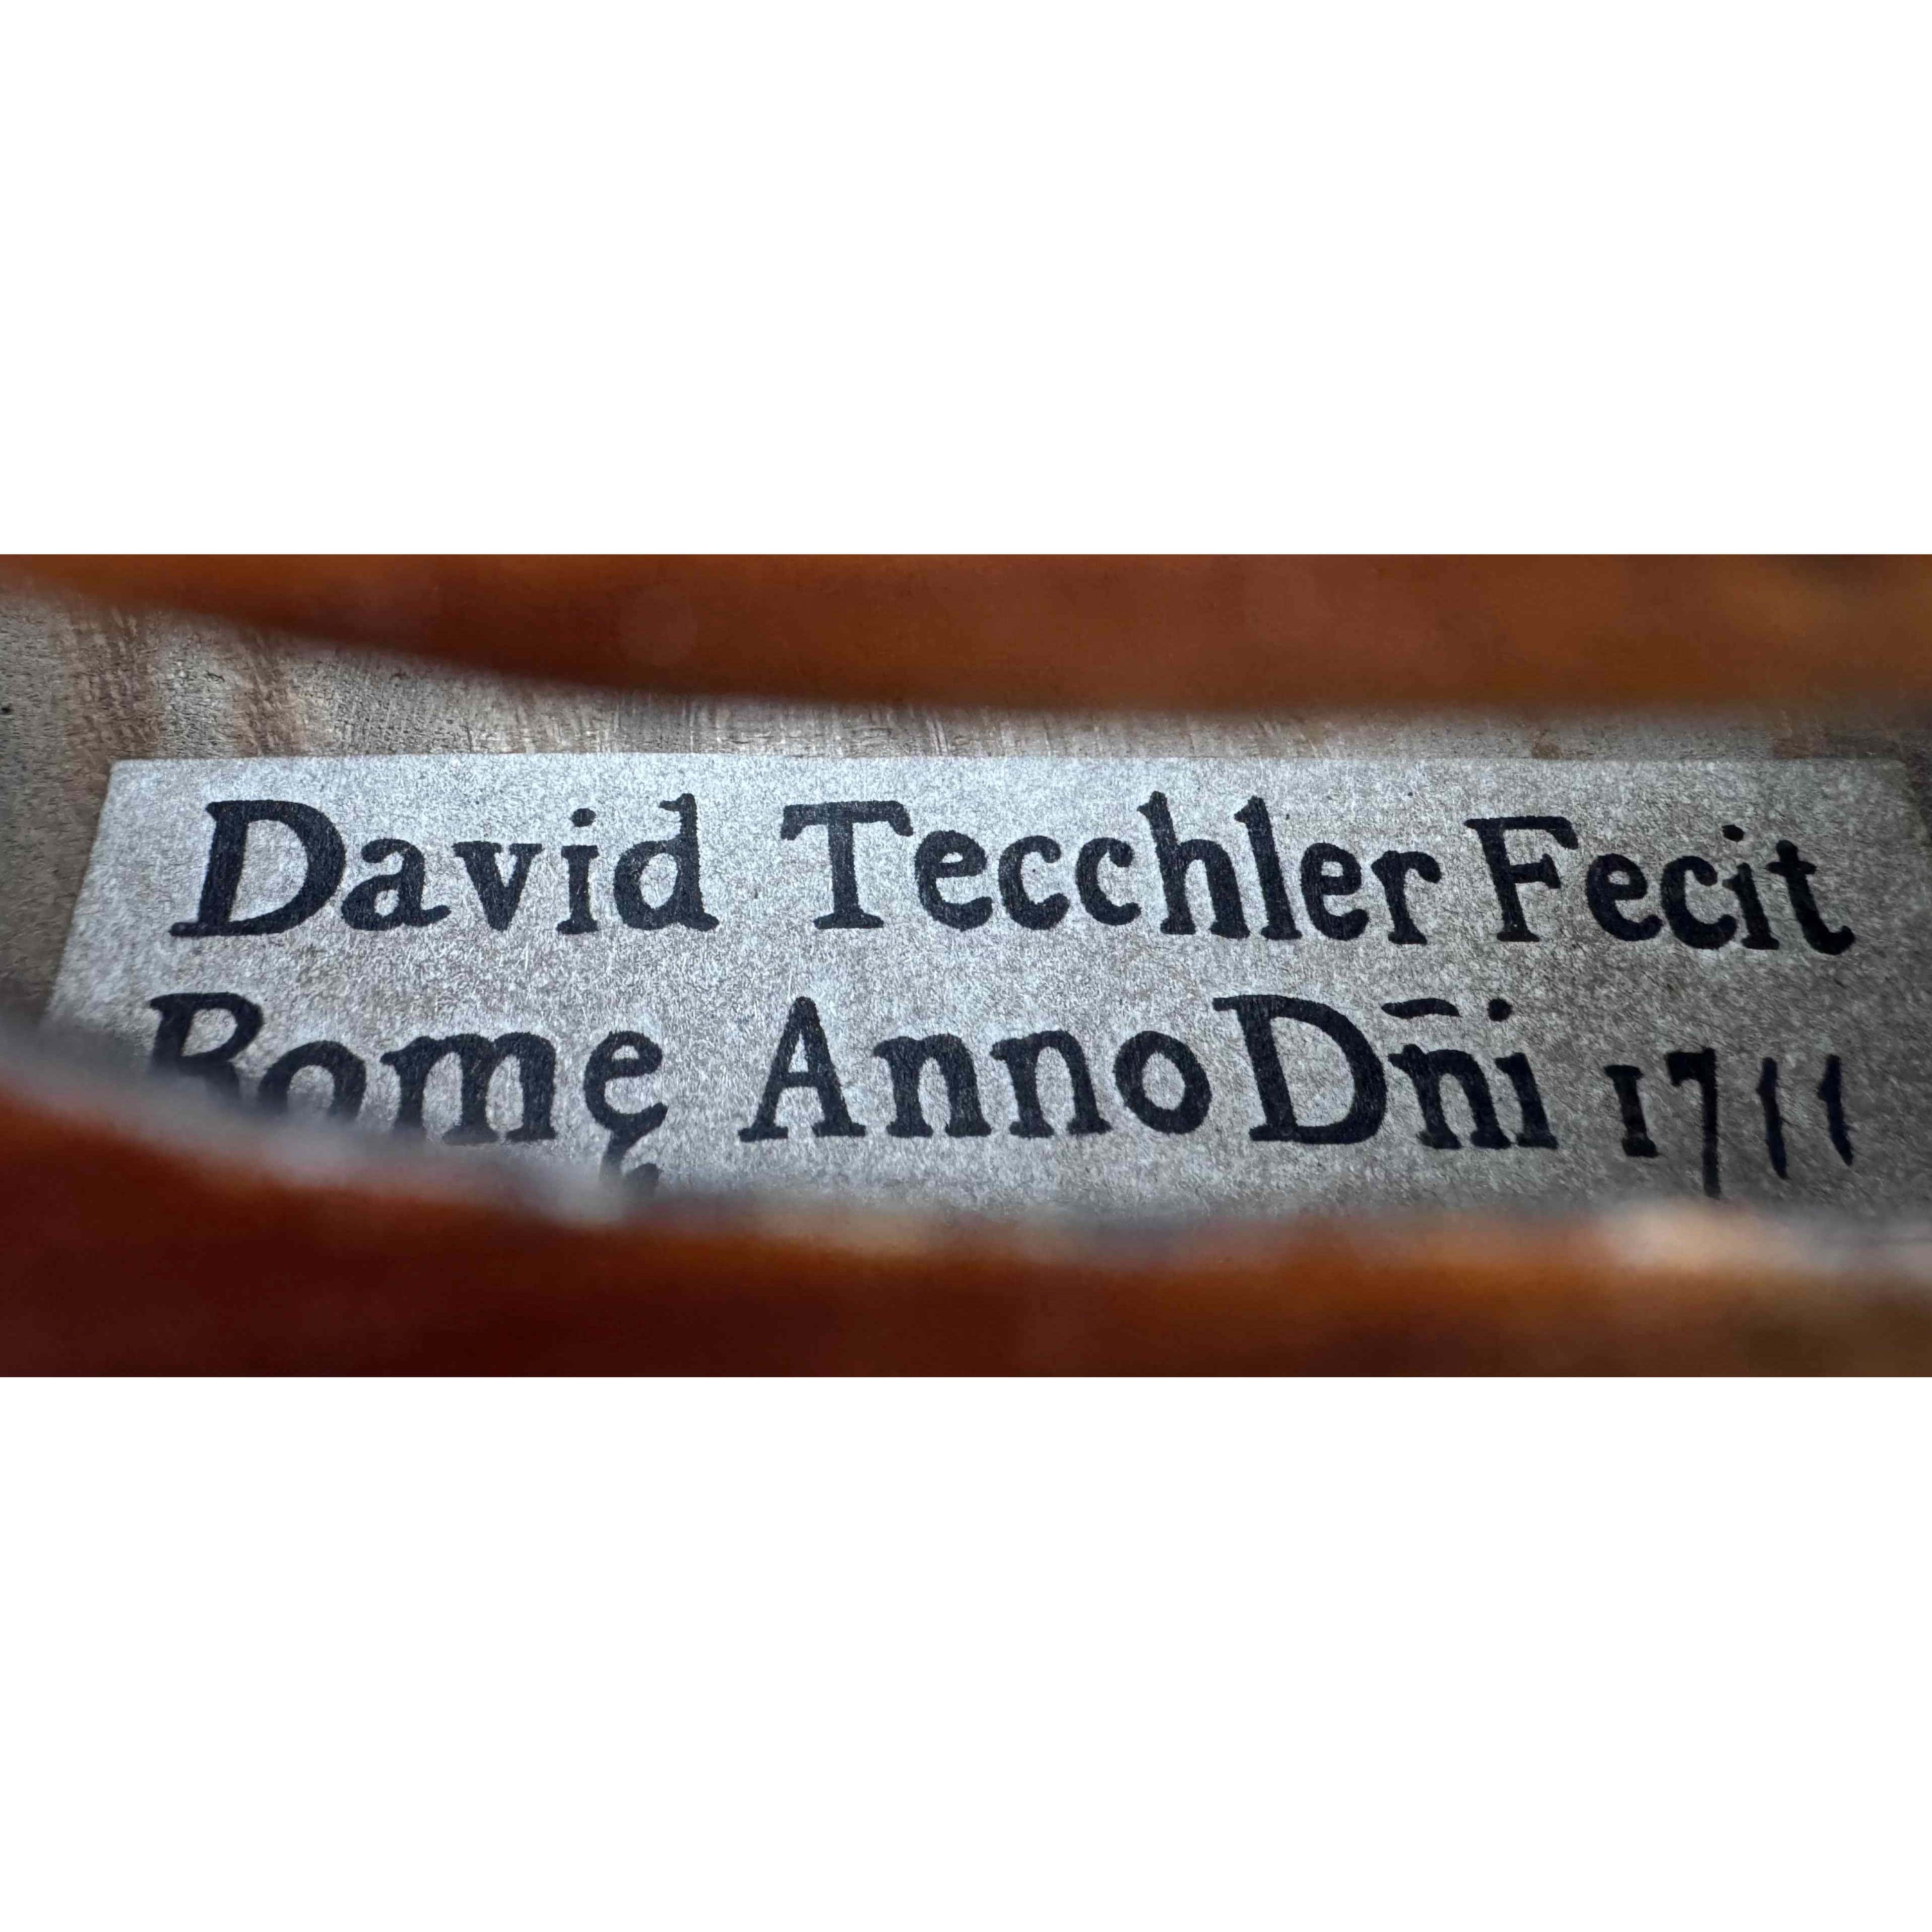 David Tecchler Fecit
Romę Anno Dn̄i 1711